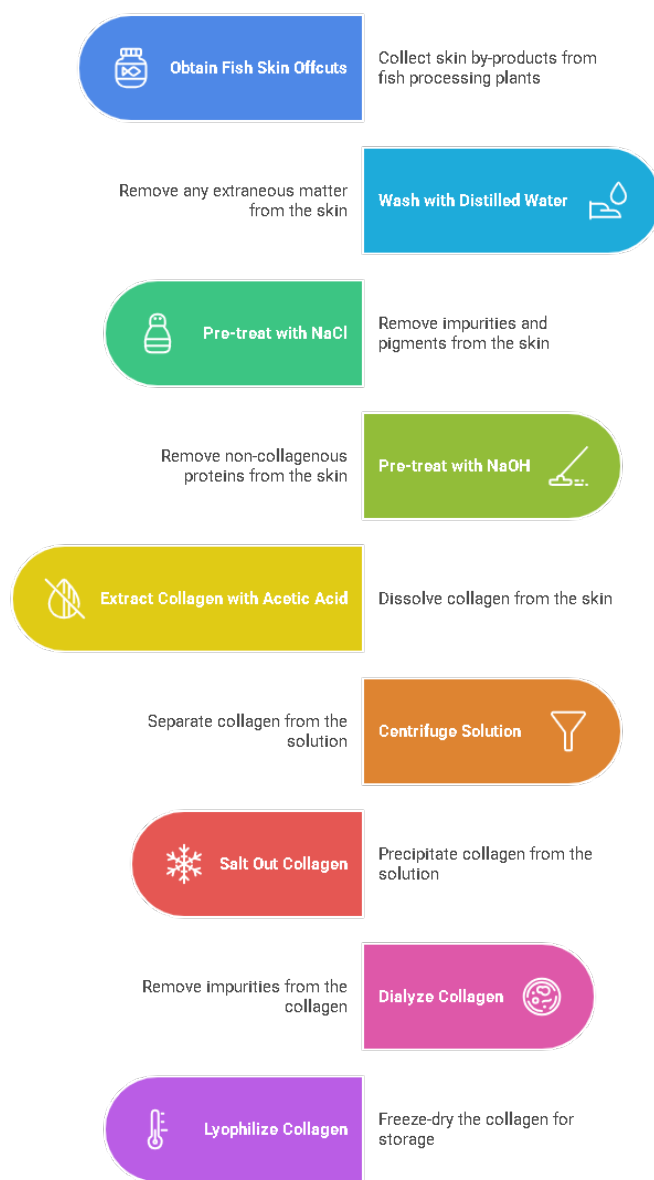 Obtain Fish Skin Offcuts
Collect skin by-products from
fish processing plants
Remove any extraneous matter
from the skin
Wash with Distilled Water
Pre-treat with NaCl
Remove impurities and
pigments from the skin
Remove non-collagenous
proteins from the skin
Pre-treat with NaOH
Extract Collagen with Acetic Acid
Dissolve collagen from the skin
Separate collagen from the
solution
Centrifuge Solution
Salt Out Collagen
Precipitate collagen from the
solution
Remove impurities from the
collagen
Dialyze Collagen
Lyophilize Collagen
Freeze-dry the collagen for
storage